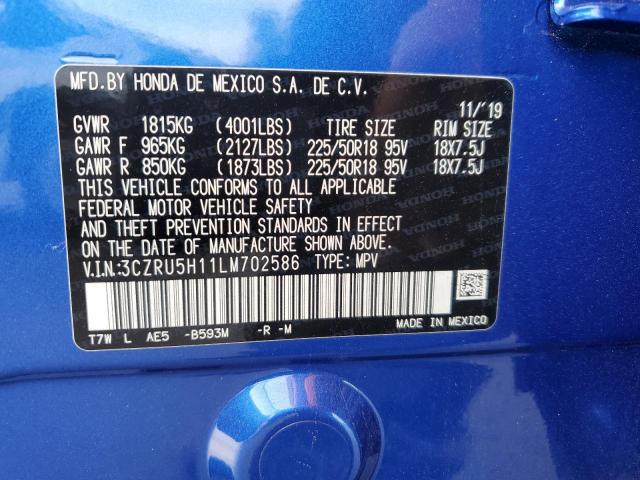 MFD.BY HONDA DE MEXICO S.A. DE C.V.
11/'19
GVWR 1815KG (4001LBS) TIRE SIZE RIM SIZE
GAWR F 965KG (2127LBS) 225/50R18 95V 18X7.5J
GAWR R 850KG (1873LBS) 225/50R18 95V 18X7.5J
THIS VEHICLE CONFORMS TO ALL APPLICABLE
FEDERAL MOTOR VEHICLE SAFETY
AND THEFT PREVENTION STANDARDS IN EFFECT
ON THE DATE OF MANUFACTURE SHOWN ABOVE.
V.I.N:3CZRU5H11LM702586 TYPE: MPV
T7W L AE5 -B593M -R -M
MADE IN MEXICO